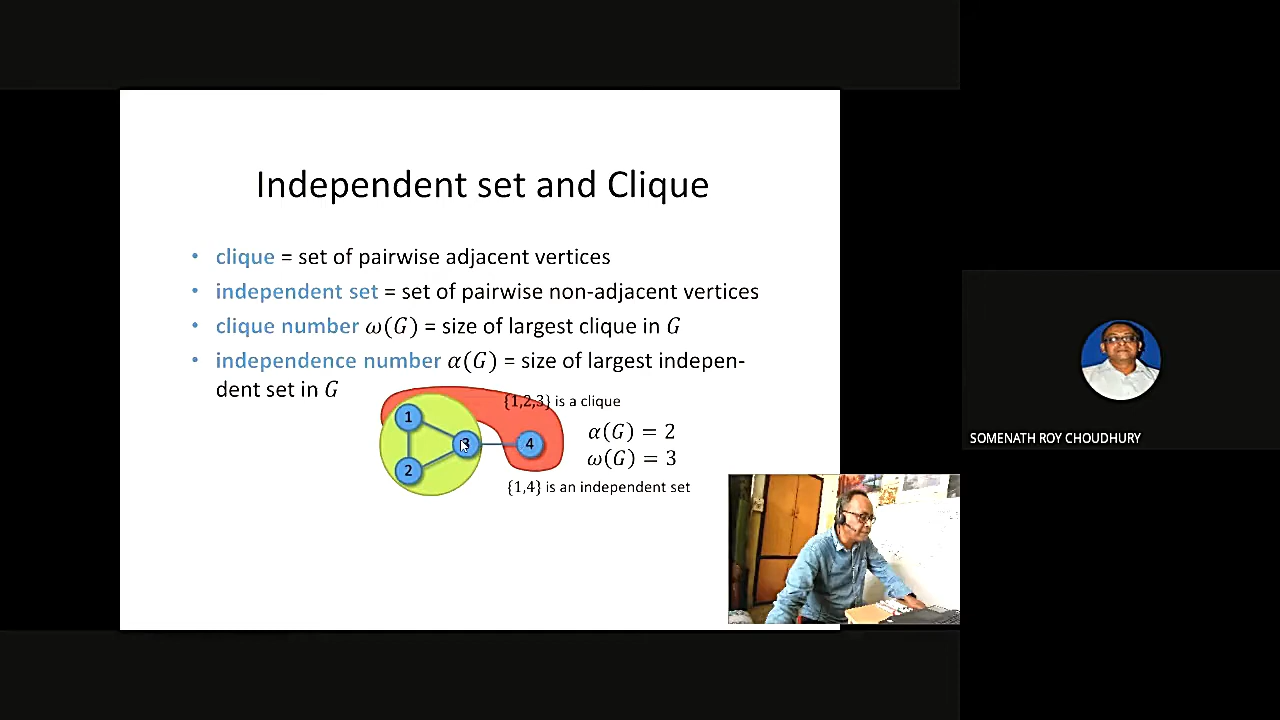 Independent set and Clique
• clique = set of pairwise adjacent vertices
• independent set = set of pairwise non-adjacent vertices
• clique number ω(G) = size of largest clique in G
• independence number α(G) = size of largest indepen-
dent set in G
{1,2,3} is a clique
1
α(G) = 2
3
4
ω(G) = 3
2
{1,4} is an independent set
SOMENATH ROY CHOUDHURY